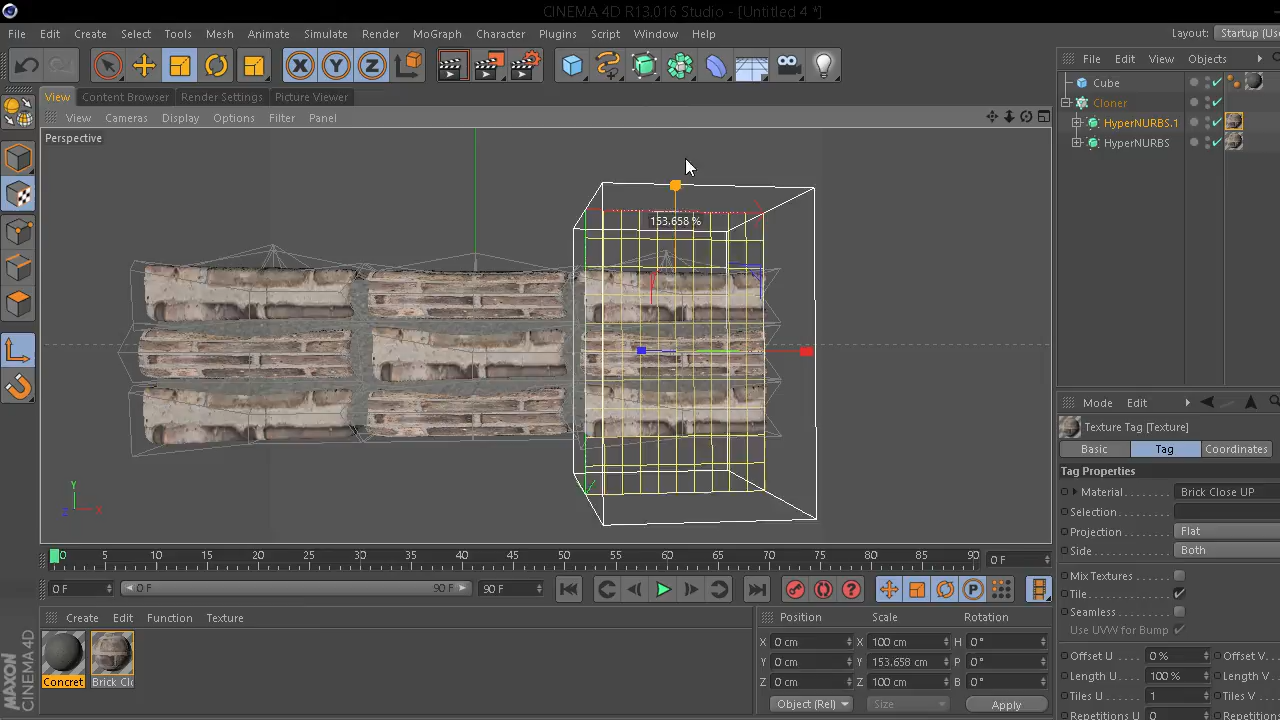 CINEMA 4D R13.016 Studio - [Untitled 4 *]
File Edit Create Select Tools Mesh Animate Simulate Render MoGraph Character Plugins Script Window Help
Layout: Startup (Use
X Y Z
View Content Browser Render Settings Picture Viewer
View Cameras Display Options Filter Panel
Perspective
153.658 %
Y
X
0 5 10 15 20 25 30 35 40 45 50 55 60 65 70 75 80 85 90 0 F
0 F 0 F 90 F 90 F
P
Create Edit Function Texture
Concret Brick Clo
MAXON
CINEMA 4D
Position Scale Rotation
X 0 cm X 100 cm H 0 °
Y 0 cm Y 153.658 cm P 0 °
Z 0 cm Z 100 cm B 0 °
Object (Rel) Size Apply
File Edit View Objects
Cube
Cloner
HyperNURBS.1
HyperNURBS
Mode Edit
Texture Tag [Texture]
Basic Tag Coordinates
Tag Properties
Material Brick Close UP
Selection
Projection Flat
Side Both
Mix Textures
Tile
Seamless
Use UVW for Bump
Offset U 0 % Offset V
Length U 100 % Length V
Tiles U 1 Tiles V
Repetitions U 0 Repetitions V